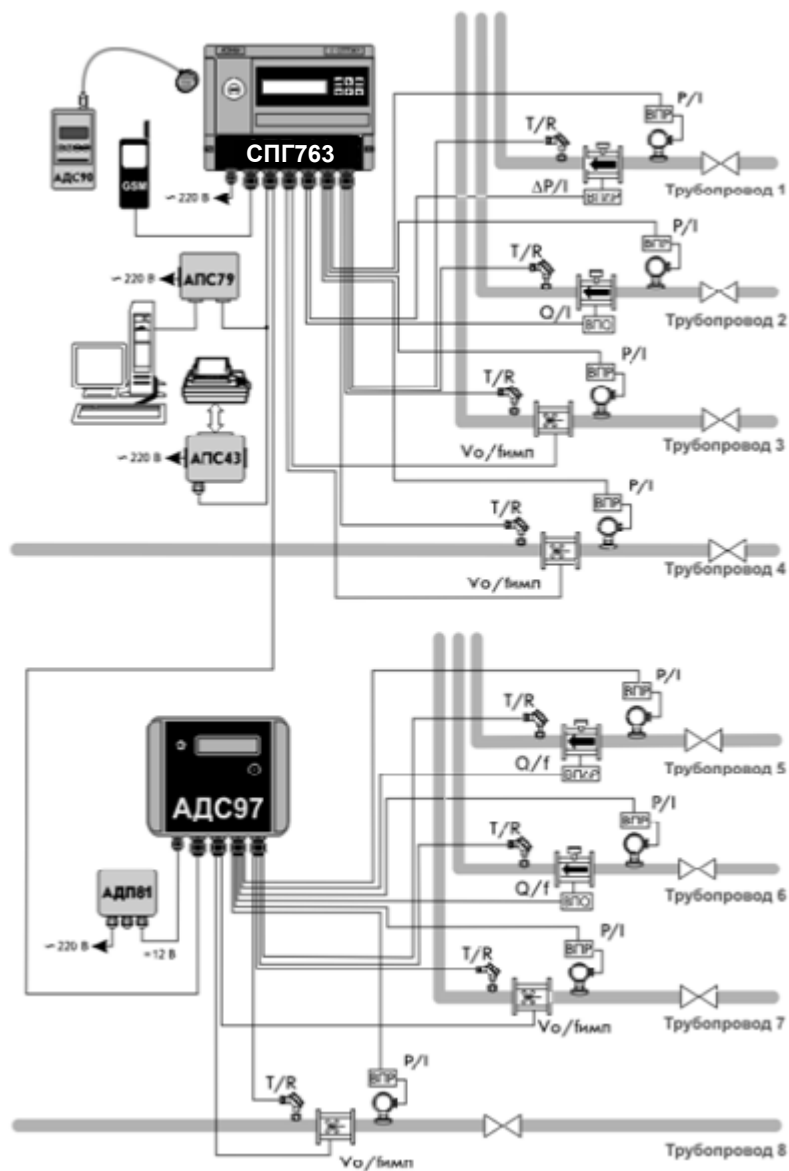 P/I
ВПР
T/R
СПГ763
АДС90
GSM
~ 220 В
ΔP/I
Трубопровод 1
P/I
ВПР
T/R
~ 220 В
АПС79
Q/I
ВПО
Трубопровод 2
P/I
ВПР
T/R
~ 220 В
АПС43
Vo/fимп
Трубопровод 3
P/I
ВПР
T/R
Vo/fимп
Трубопровод 4
P/I
ВПР
T/R
Q/f
Трубопровод 5
АДС97
P/I
ВПР
T/R
Q/f
ВПО
Трубопровод 6
АДП81
~ 220 В
=12 В
P/I
ВПР
T/R
Vo/fимп
Трубопровод 7
P/I
ВПР
T/R
Vo/fимп
Трубопровод 8